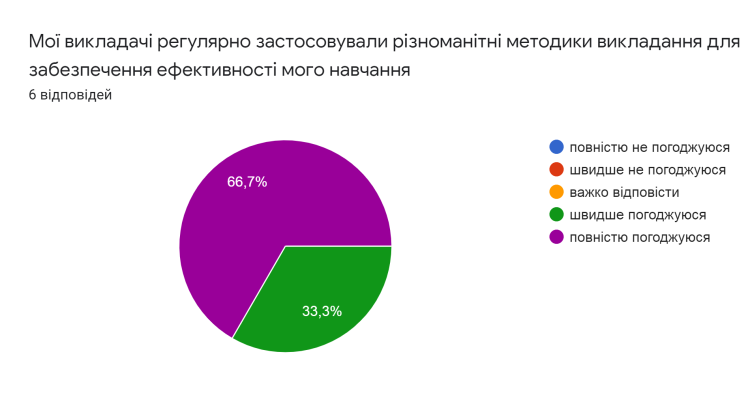 Мої викладачі регулярно застосовували різноманітні методики викладання для
забезпечення ефективності мого навчання
6 відповідей
66,7%
33,3%
повністю не погоджуюся
швидше не погоджуюся
важко відповісти
швидше погоджуюся
повністю погоджуюся